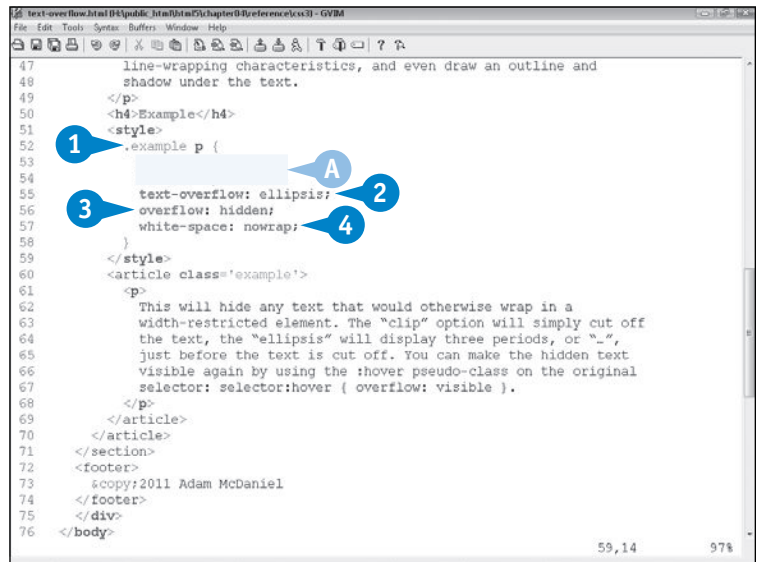 text-overflow.html (H:\public_html\html5\chapter04\reference\css3) - GVIM
File Edit Tools Syntax Buffers Window Help
47 line-wrapping characteristics, and even draw an outline and
48 shadow under the text.
49 </p>
50 <h4>Example</h4>
51 <style>
52 1 .example p {
53 A
54
55 text-overflow: ellipsis; 2
56 3 overflow: hidden;
57 white-space: nowrap; 4
58 }
59 </style>
60 <article class='example'>
61 <p>
62 This will hide any text that would otherwise wrap in a
63 width-restricted element. The “clip” option will simply cut off
64 the text, the “ellipsis” will display three periods, or “…”,
65 just before the text is cut off. You can make the hidden text
66 visible again by using the :hover pseudo-class on the original
67 selector: selector:hover { overflow: visible }.
68 </p>
69 </article>
70 </article>
71 </section>
72 <footer>
73 &copy;2011 Adam McDaniel
74 </footer>
75 </div>
76 </body>
59,14 97%